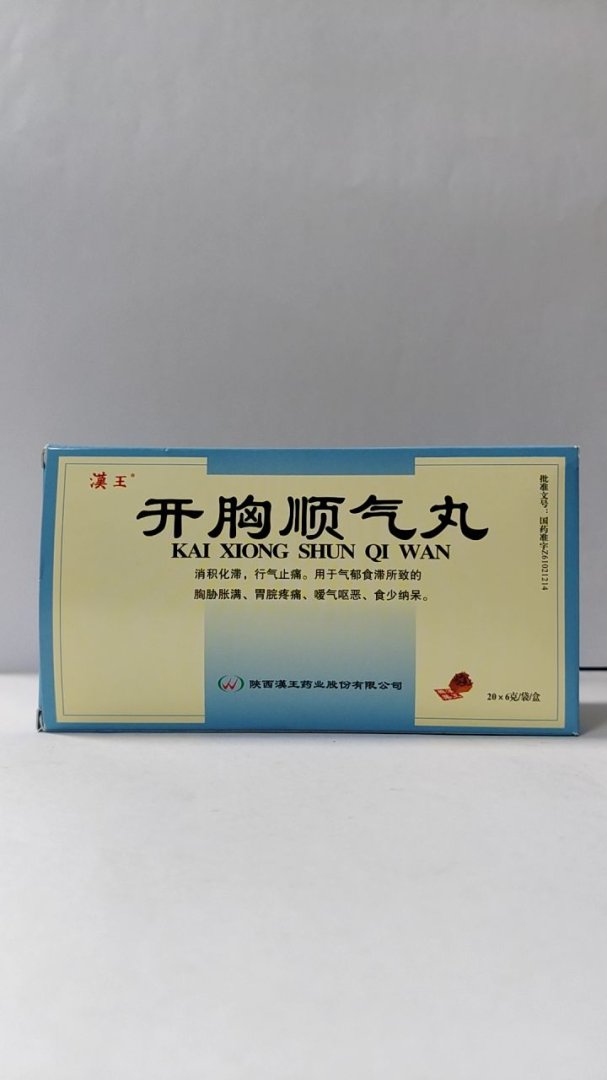 漢王®
开胸顺气丸
KAI XIONG SHUN QI WAN
消积化滞，行气止痛。用于气郁食滞所致的
胸胁胀满、胃脘疼痛、嗳气呕恶、食少纳呆。
批准文号：国药准字Z61021214
陕西漢王药业股份有限公司
20×6克/袋/盒